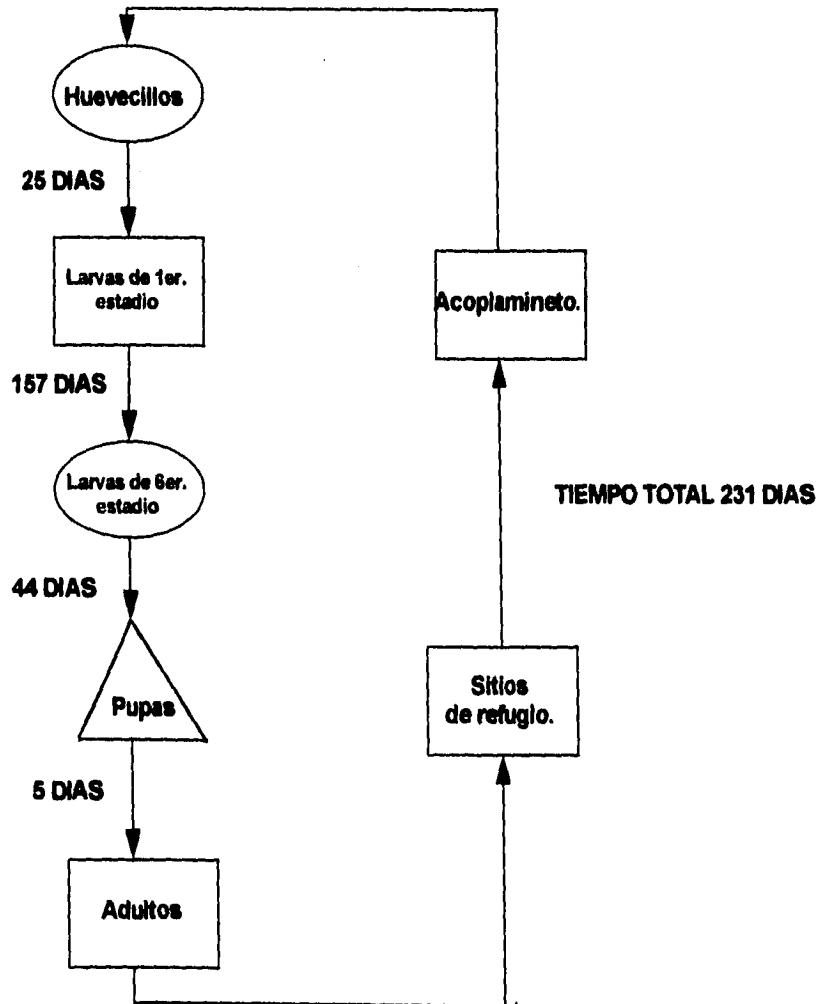 Huevecillos
25 DIAS
Larvas de 1er.
estadio
157 DIAS
Larvas de 6er.
estadio
44 DIAS
Pupas
5 DIAS
Adultos
Acoplamineto.
TIEMPO TOTAL 231 DIAS
Sitios
de refugio.